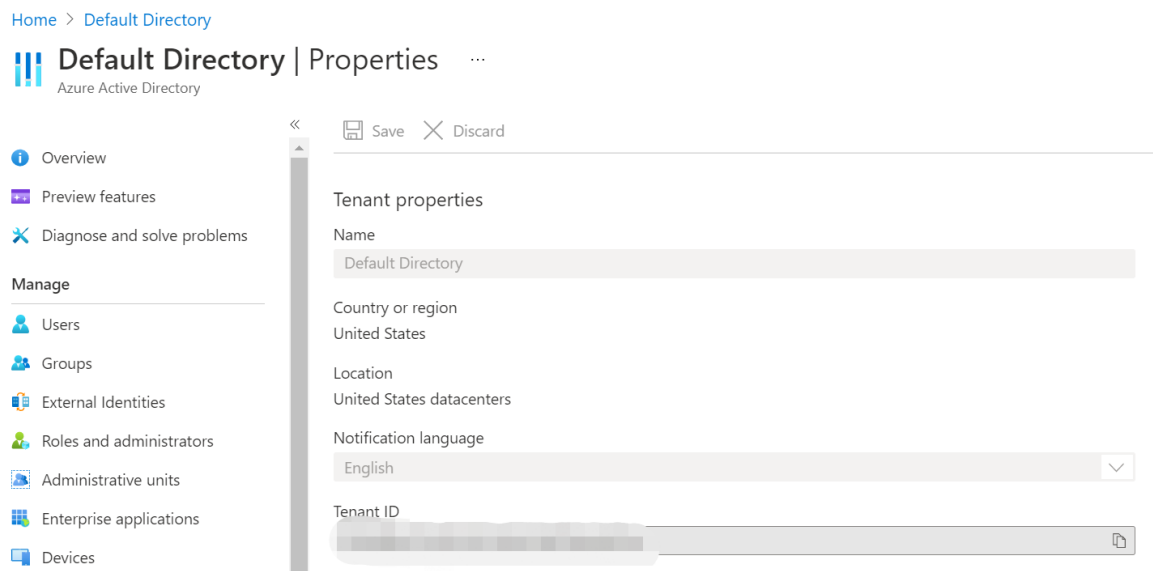 Home > Default Directory
Default Directory | Properties ...
Azure Active Directory
«
Save Discard
Overview
Preview features
Diagnose and solve problems
Manage
Users
Groups
External Identities
Roles and administrators
Administrative units
Enterprise applications
Devices
Tenant properties
Name
Default Directory
Country or region
United States
Location
United States datacenters
Notification language
English
Tenant ID